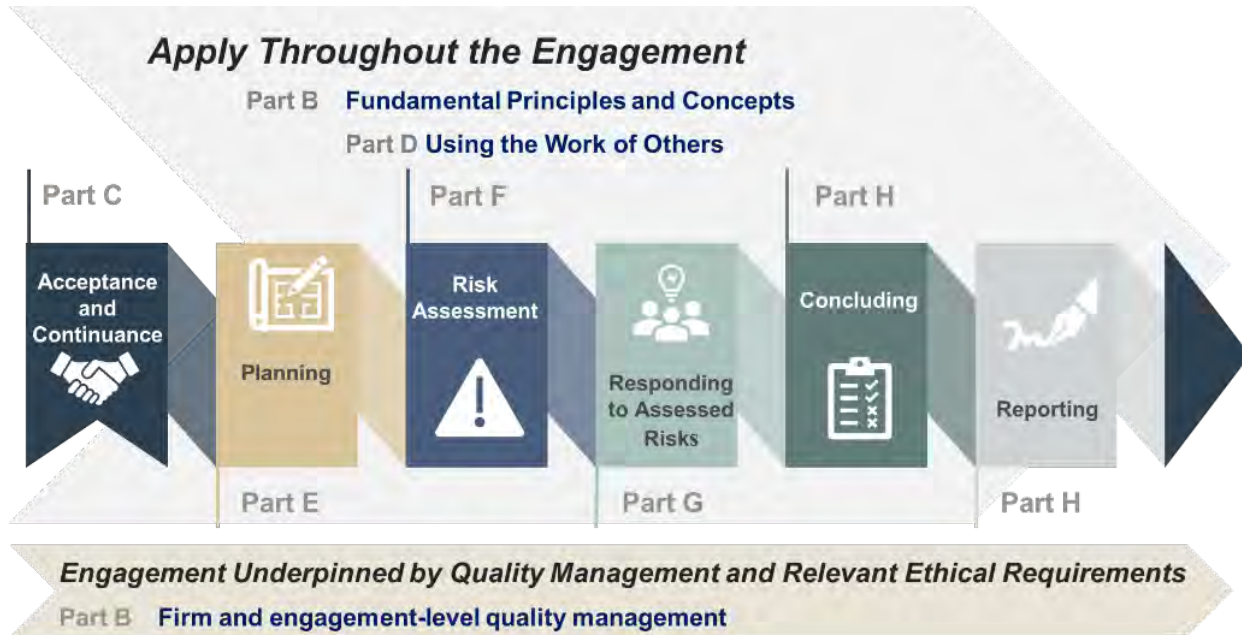 Apply Throughout the Engagement
Part B Fundamental Principles and Concepts
Part D Using the Work of Others
Part C
Part F
Part H
Acceptance
and
Continuance
Planning
Risk
Assessment
Responding
to Assessed
Risks
Concluding
Reporting
Part E
Part G
Part H
Engagement Underpinned by Quality Management and Relevant Ethical Requirements
Part B Firm and engagement-level quality management